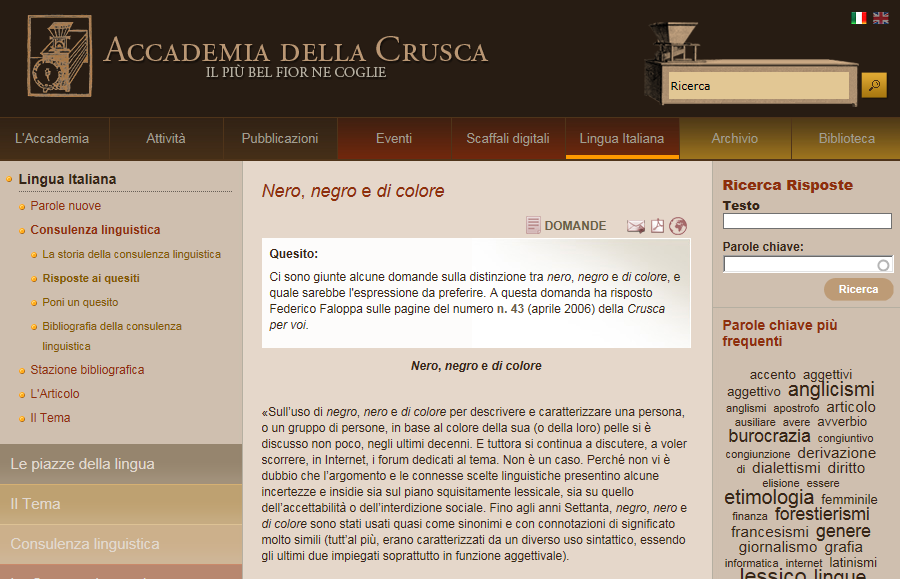 ACCADEMIA DELLA CRUSCA
IL PIÙ BEL FIOR NE COGLIE
Ricerca
L'Accademia
Attività
Pubblicazioni
Eventi
Scaffali digitali
Lingua Italiana
Archivio
Biblioteca
Lingua Italiana
Parole nuove
Consulenza linguistica
La storia della consulenza linguistica
Risposte ai quesiti
Poni un quesito
Bibliografia della consulenza
linguistica
Stazione bibliografica
L'Articolo
Il Tema
Le piazze della lingua
Il Tema
Consulenza linguistica
Nero, negro e di colore
DOMANDE
Quesito:
Ci sono giunte alcune domande sulla distinzione tra nero, negro e di colore, e
quale sarebbe l'espressione da preferire. A questa domanda ha risposto
Federico Faloppa sulle pagine del numero n. 43 (aprile 2006) della Crusca
per voi.
Nero, negro e di colore
«Sull'uso di negro, nero e di colore per descrivere e caratterizzare una persona,
o un gruppo di persone, in base al colore della sua (o della loro) pelle si è
discusso non poco, negli ultimi decenni. E tuttora si continua a discutere, a voler
scorrere, in Internet, i forum dedicati al tema. Non è un caso. Perché non vi è
dubbio che l'argomento e le connesse scelte linguistiche presentino alcune
incertezze e insidie sia sul piano squisitamente lessicale, sia su quello
dell'accettabilità o dell'interdizione sociale. Fino agli anni Settanta, negro, nero e
di colore sono stati usati quasi come sinonimi e con connotazioni di significato
molto simili (tutt'al più, erano caratterizzati da un diverso uso sintattico, essendo
gli ultimi due impiegati soprattutto in funzione aggettivale).
Ricerca Risposte
Testo
Parole chiave:
Ricerca
Parole chiave più
frequenti
accento aggettivi
aggettivo anglicismi
anglismi apostrofo articolo
ausiliare avere avverbio
burocrazia congiuntivo
congiunzione derivazione
di dialettismi diritto
elisione essere
etimologia femminile
finanza forestierismi
francesismi genere
giornalismo grafia
informatica internet latinismi
lessico lingue